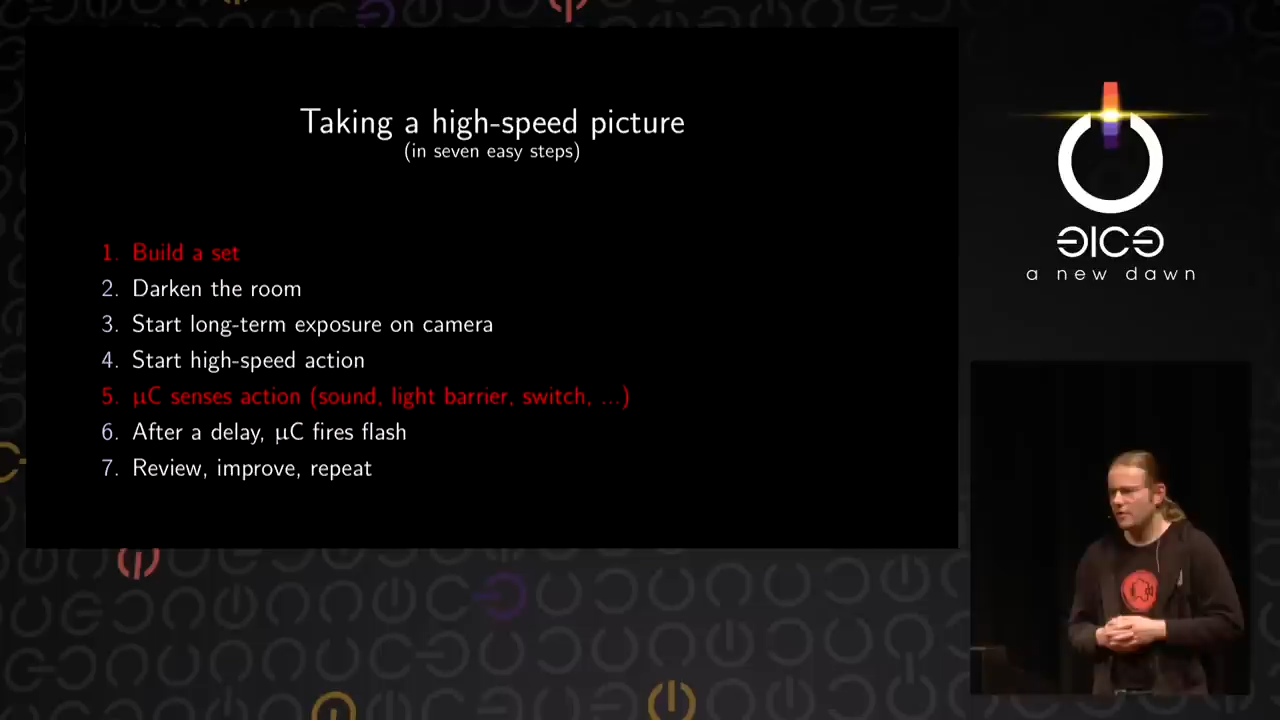 Taking a high-speed picture
(in seven easy steps)
1. Build a set
2. Darken the room
3. Start long-term exposure on camera
4. Start high-speed action
5. μC senses action (sound, light barrier, switch, ...)
6. After a delay, μC fires flash
7. Review, improve, repeat
31C3
a new dawn